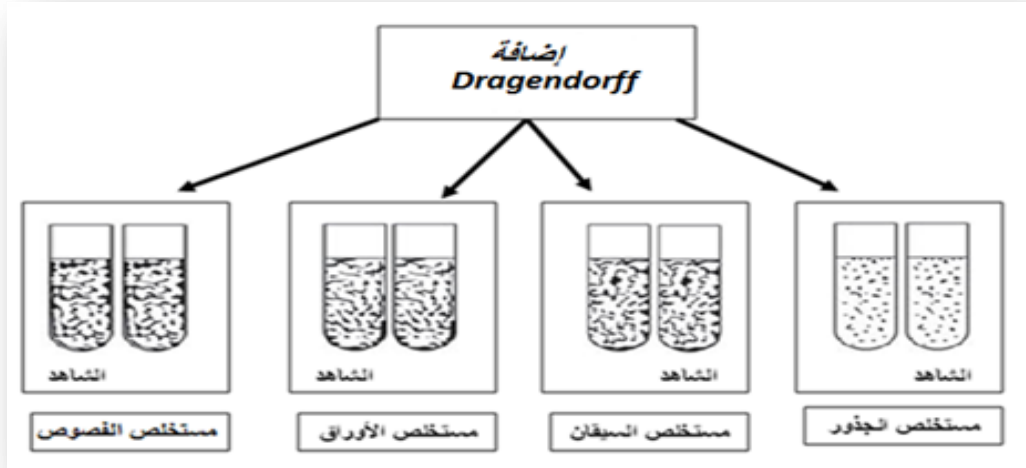 إضافة
Dragendorff
الشاهد
الشاهد
الشاهد
الشاهد
مستخلص الجذور
مستخلص السيقان
مستخلص الأوراق
مستخلص الفصوص